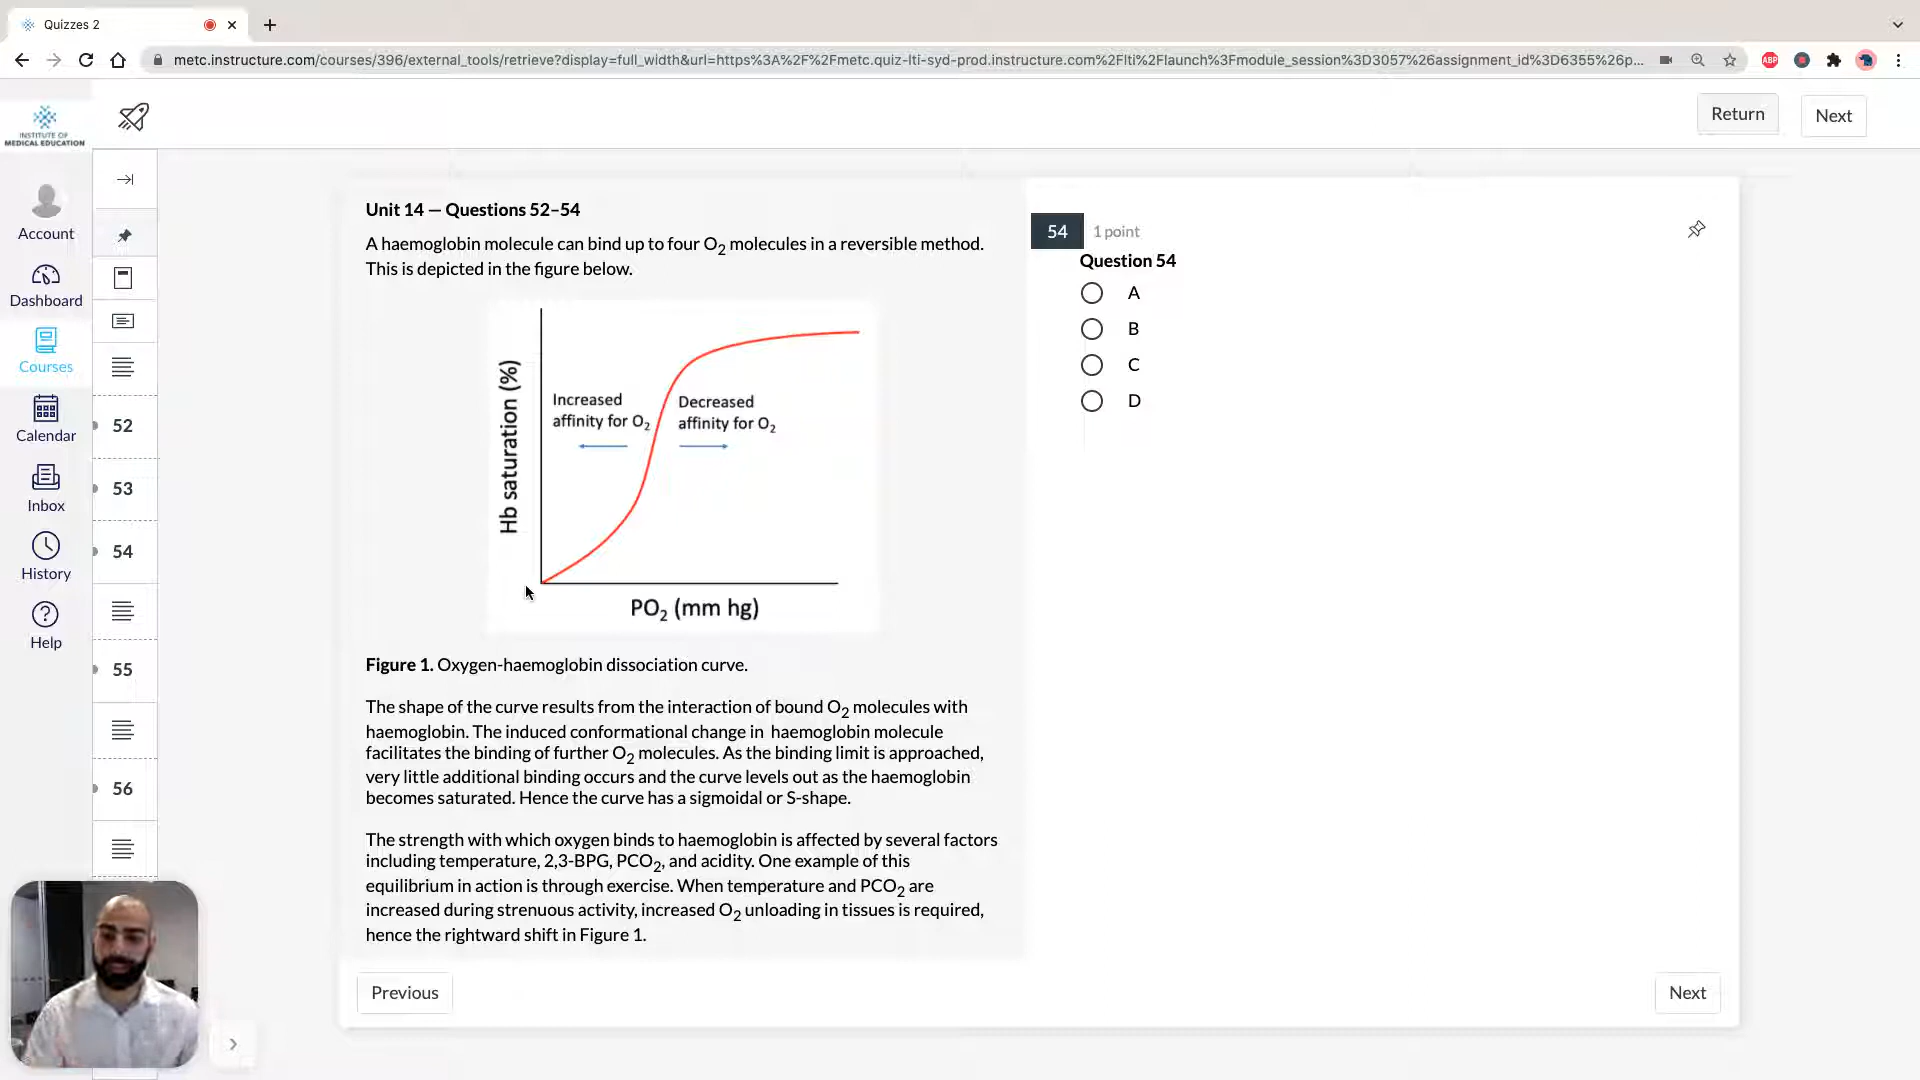 Quizzes 2
metc.instructure.com/courses/396/external_tools/retrieve?display=full_width&url=https%3A%2F%2Fmetc.quiz-lti-syd-prod.instructure.com%2Flti%2Flaunch%3Fmodule_session%3D3057%26assignment_id%3D6355%26p...
ABP
INSTITUTE OF
MEDICAL EDUCATION
Return
Next
Account
Dashboard
Courses
Calendar
Inbox
History
Help
52
53
54
55
56
Unit 14 — Questions 52–54
A haemoglobin molecule can bind up to four O2 molecules in a reversible method.
This is depicted in the figure below.
Hb saturation (%)
Increased
affinity for O2
Decreased
affinity for O2
PO2 (mm hg)
Figure 1. Oxygen-haemoglobin dissociation curve.
The shape of the curve results from the interaction of bound O2 molecules with
haemoglobin. The induced conformational change in haemoglobin molecule
facilitates the binding of further O2 molecules. As the binding limit is approached,
very little additional binding occurs and the curve levels out as the haemoglobin
becomes saturated. Hence the curve has a sigmoidal or S-shape.
The strength with which oxygen binds to haemoglobin is affected by several factors
including temperature, 2,3-BPG, PCO2, and acidity. One example of this
equilibrium in action is through exercise. When temperature and PCO2 are
increased during strenuous activity, increased O2 unloading in tissues is required,
hence the rightward shift in Figure 1.
54 1 point
Question 54
A
B
C
D
Previous
Next